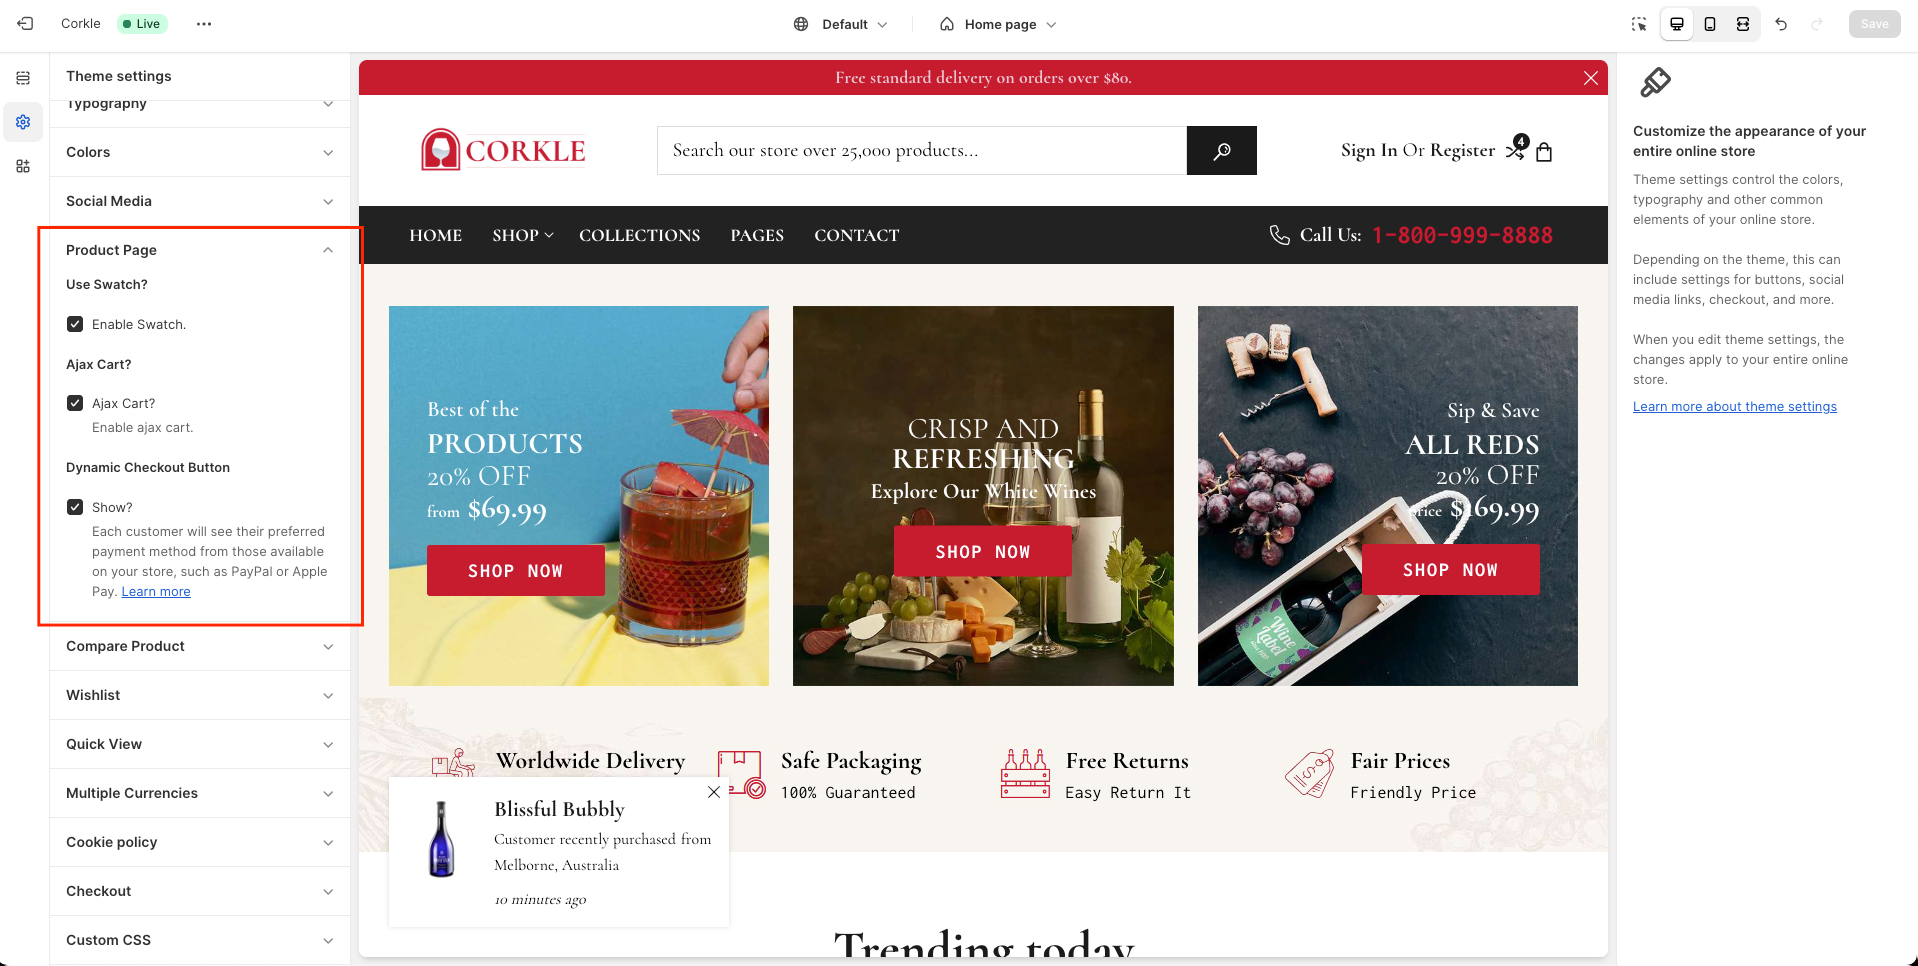 Corkle
Live
Default
Home page
Save
Theme settings
Typography
Colors
Social Media
Product Page
Use Swatch?
Enable Swatch.
Ajax Cart?
Ajax Cart?
Enable ajax cart.
Dynamic Checkout Button
Show?
Each customer will see their preferred
payment method from those available
on your store, such as PayPal or Apple
Pay. Learn more
Compare Product
Wishlist
Quick View
Multiple Currencies
Cookie policy
Checkout
Custom CSS
Free standard delivery on orders over $80.
CORKLE
Search our store over 25,000 products...
Sign In Or Register
4
HOME
SHOP
COLLECTIONS
PAGES
CONTACT
Call Us: 1-800-999-8888
Best of the
PRODUCTS
20% OFF
from $69.99
SHOP NOW
CRISP AND
REFRESHING
Explore Our White Wines
SHOP NOW
Sip & Save
ALL REDS
20% OFF
price $169.99
SHOP NOW
Wine
Label
Worldwide Delivery
Safe Packaging
100% Guaranteed
Free Returns
Easy Return It
Fair Prices
Friendly Price
Blissful Bubbly
Customer recently purchased from
Melborne, Australia
10 minutes ago
Trending today
Customize the appearance of your
entire online store
Theme settings control the colors,
typography and other common
elements of your online store.
Depending on the theme, this can
include settings for buttons, social
media links, checkout, and more.
When you edit theme settings, the
changes apply to your entire online
store.
Learn more about theme settings